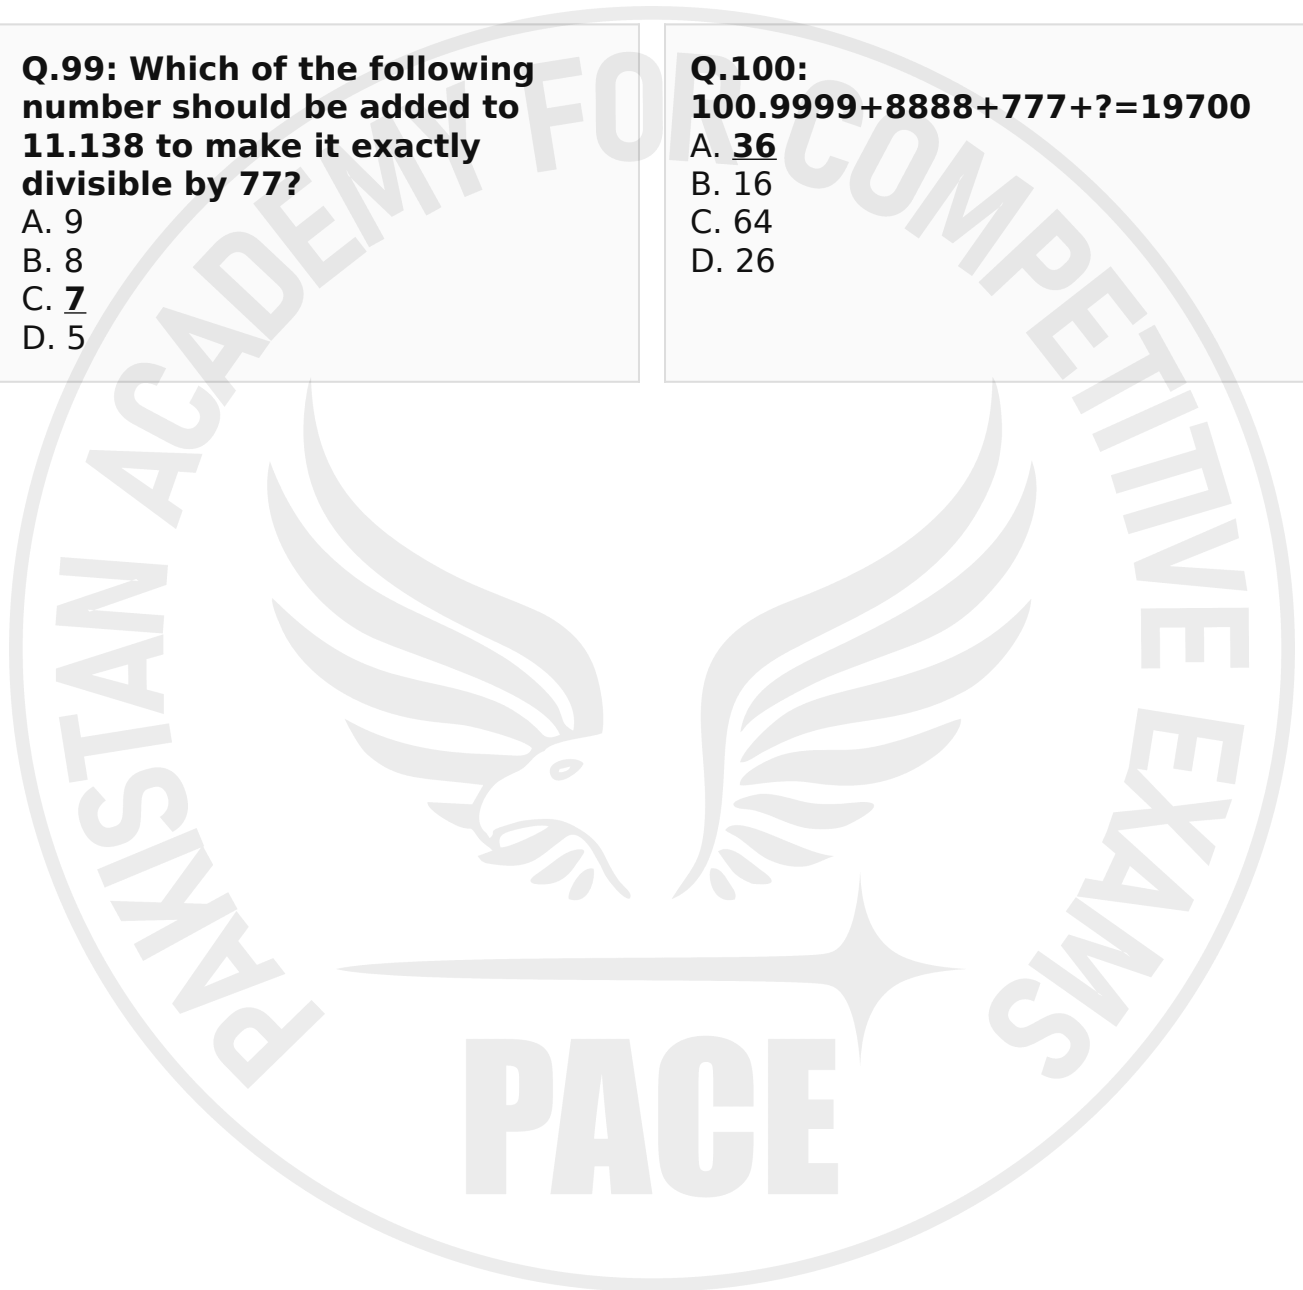 Q.99: Which of the following
number should be added to
11.138 to make it exactly
divisible by 77?
A. 9
B. 8
C. 7
D. 5
Q.100:
100.9999+8888+777+?=19700
A. 36
B. 16
C. 64
D. 26
PAKISTAN ACADEMY FOR COMPETITIVE EXAMS
PACE